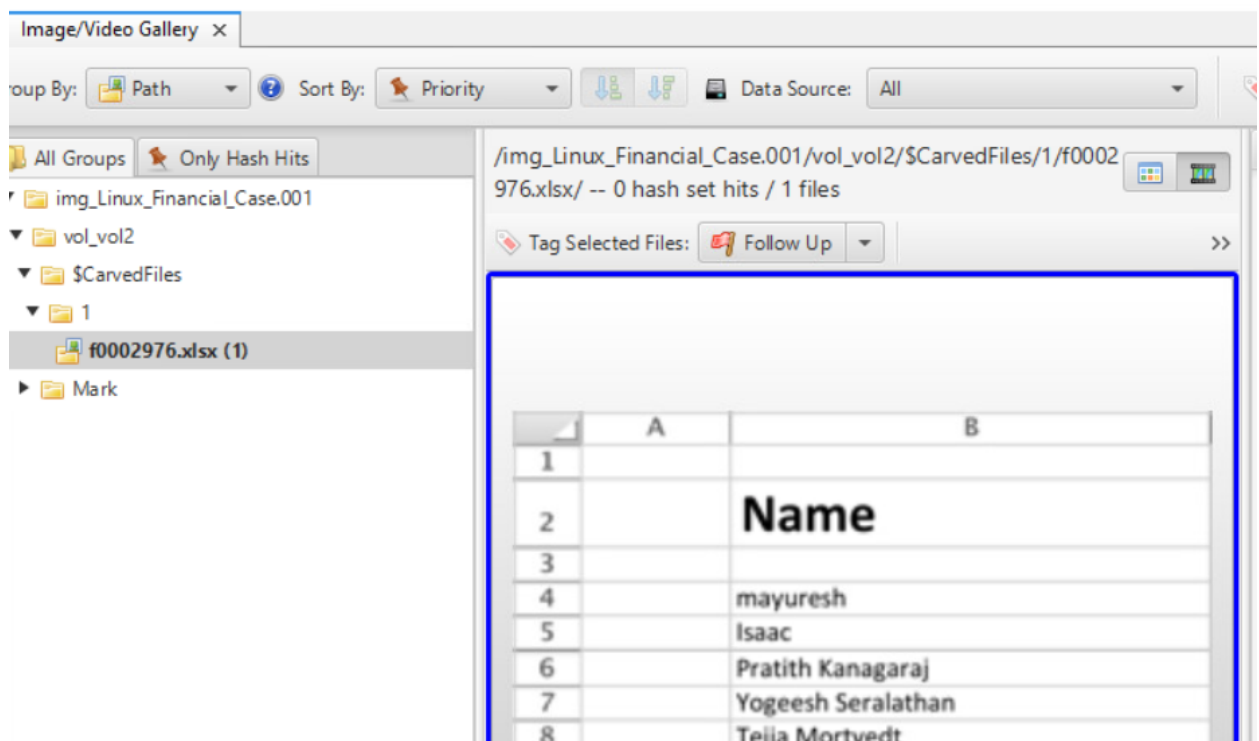 Image/Video Gallery ×
oup By: Path Sort By: Priority Data Source: All
All Groups Only Hash Hits
img_Linux_Financial_Case.001
vol_vol2
$CarvedFiles
1
f0002976.xlsx (1)
Mark
/img_Linux_Financial_Case.001/vol_vol2/$CarvedFiles/1/f0002
976.xlsx/ -- 0 hash set hits / 1 files
Tag Selected Files: Follow Up >>
A B
1
2 Name
3
4 mayuresh
5 Isaac
6 Pratith Kanagaraj
7 Yogeesh Seralathan
8 Teija Mortvedt